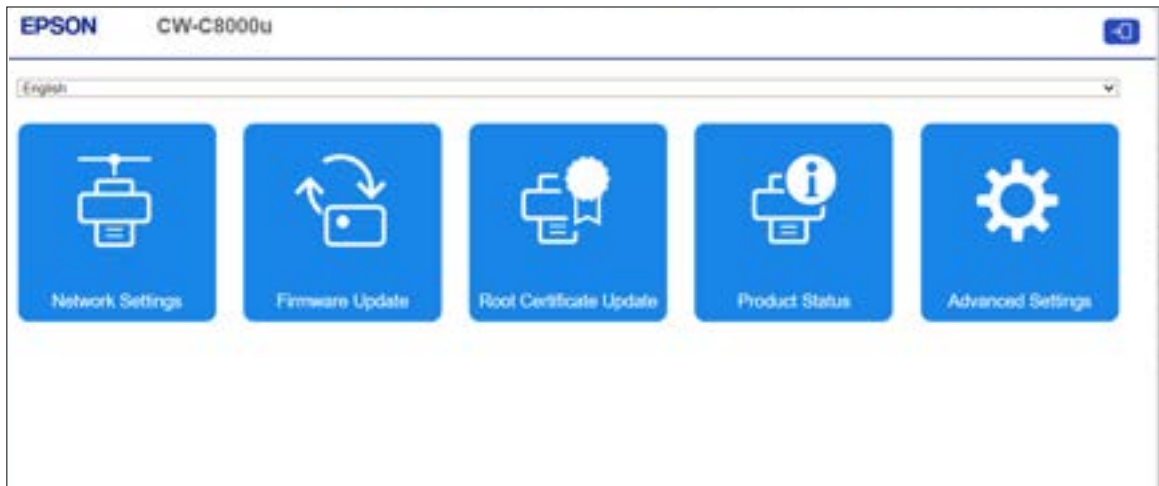 EPSON CW-C8000u
English
Network Settings Firmware Update Root Certificate Update Product Status Advanced Settings